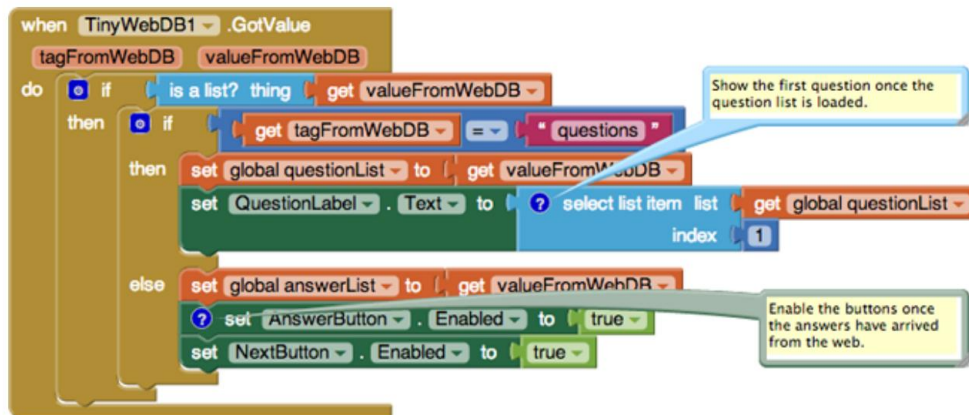 when TinyWebDB1 .GotValue
tagFromWebDB valueFromWebDB
do if is a list? thing get valueFromWebDB
then if get tagFromWebDB = " questions "
then set global questionList to get valueFromWebDB
set QuestionLabel . Text to ? select list item list get global questionList
index 1
else set global answerList to get valueFromWebDB
? set AnswerButton . Enabled to true
set NextButton . Enabled to true
Show the first question once the
question list is loaded.
Enable the buttons once
the answers have arrived
from the web.